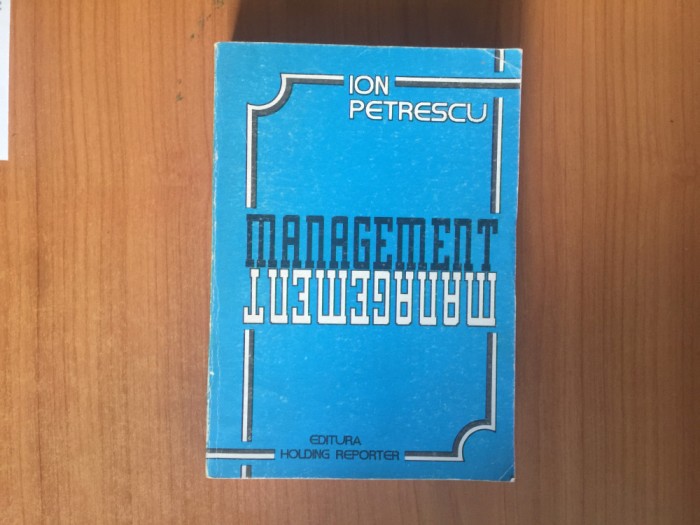 ION
PETRESCU
MANAGEMENT
MANAGEMENT
EDITURA
HOLDING REPORTER